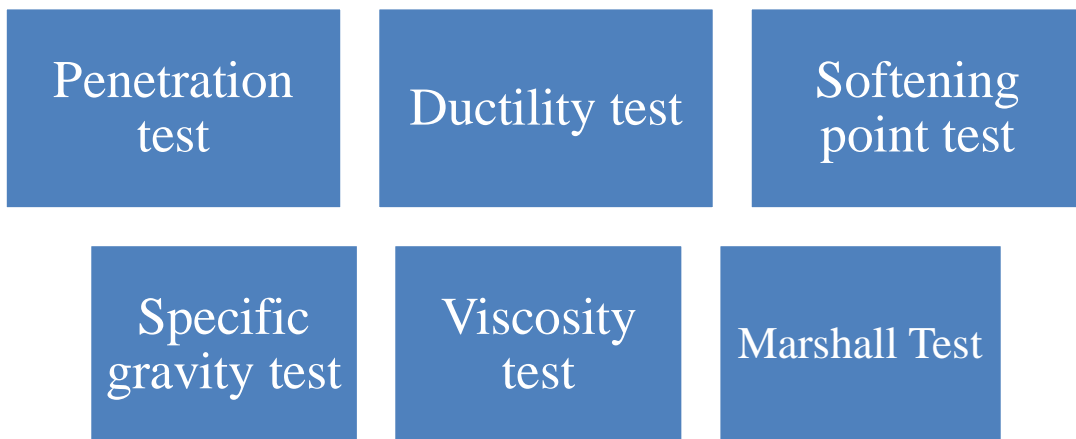 Penetration
test
Ductility test
Softening
point test
Specific
gravity test
Viscosity
test
Marshall Test